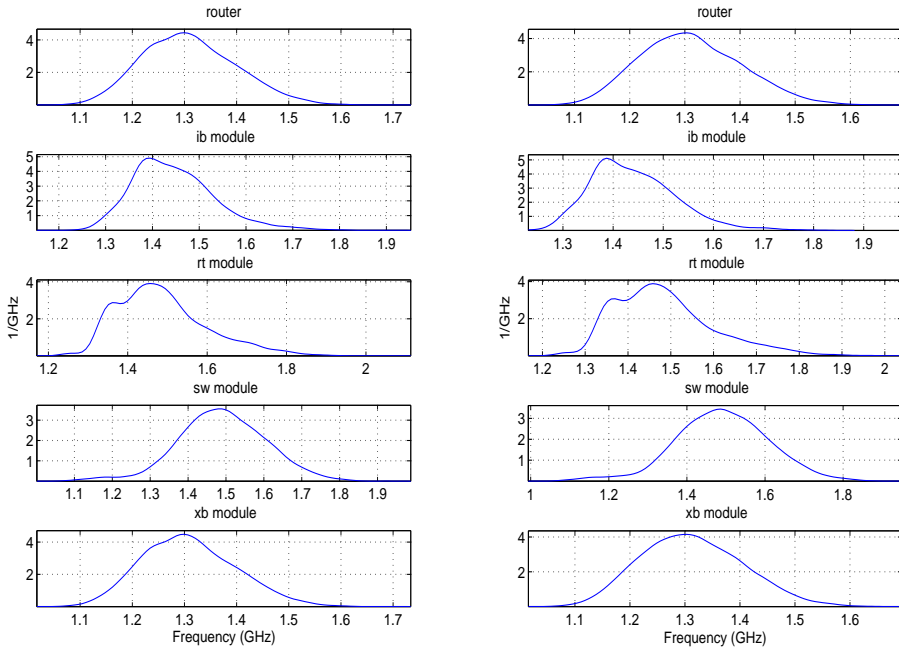 router
4
2
1.1 1.2 1.3 1.4 1.5 1.6 1.7
ib module
5
4
3
2
1
1.2 1.3 1.4 1.5 1.6 1.7 1.8 1.9
rt module
4
2
1/GHz
1.2 1.4 1.6 1.8 2
sw module
3
2
1
1.1 1.2 1.3 1.4 1.5 1.6 1.7 1.8 1.9
xb module
4
2
1.1 1.2 1.3 1.4 1.5 1.6 1.7
Frequency (GHz)
router
4
2
1.1 1.2 1.3 1.4 1.5 1.6
ib module
5
4
3
2
1
1.3 1.4 1.5 1.6 1.7 1.8 1.9
rt module
4
2
1/GHz
1.2 1.3 1.4 1.5 1.6 1.7 1.8 1.9 2
sw module
3
2
1
1 1.2 1.4 1.6 1.8
xb module
4
2
1.1 1.2 1.3 1.4 1.5 1.6
Frequency (GHz)